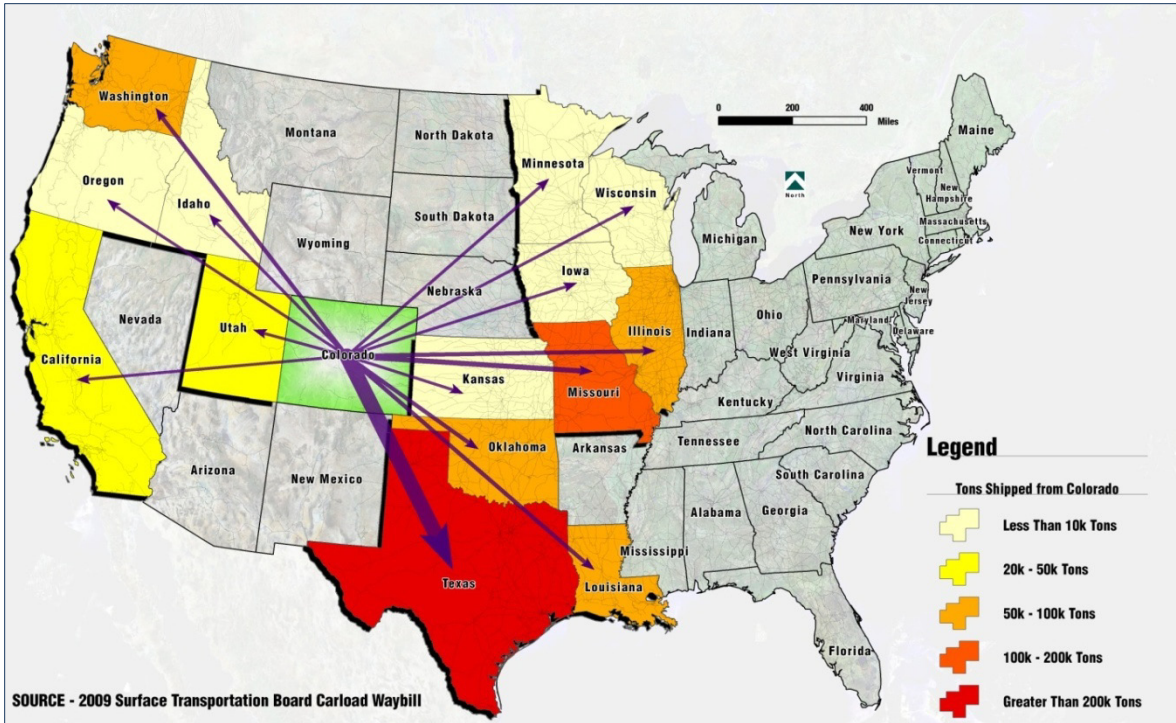 Washington
Montana
North Dakota
Minnesota
Maine
Oregon
Idaho
Wisconsin
Vermont
New
Hampshire
South Dakota
Wyoming
Michigan
New York
Massachusetts
Connecticut
Iowa
Nebraska
Pennsylvania
New
Jersey
Nevada
Utah
Illinois
Indiana
Ohio
Maryland
Delaware
California
Colorado
Kansas
Missouri
West Virginia
Virginia
Kentucky
Oklahoma
Arkansas
Tennessee
North Carolina
Arizona
New Mexico
South Carolina
Mississippi
Alabama
Georgia
Texas
Louisiana
Florida
0 200 400
Miles
North
Legend
Tons Shipped from Colorado
Less Than 10k Tons
20k - 50k Tons
50k - 100k Tons
100k - 200k Tons
Greater Than 200k Tons
SOURCE - 2009 Surface Transportation Board Carload Waybill